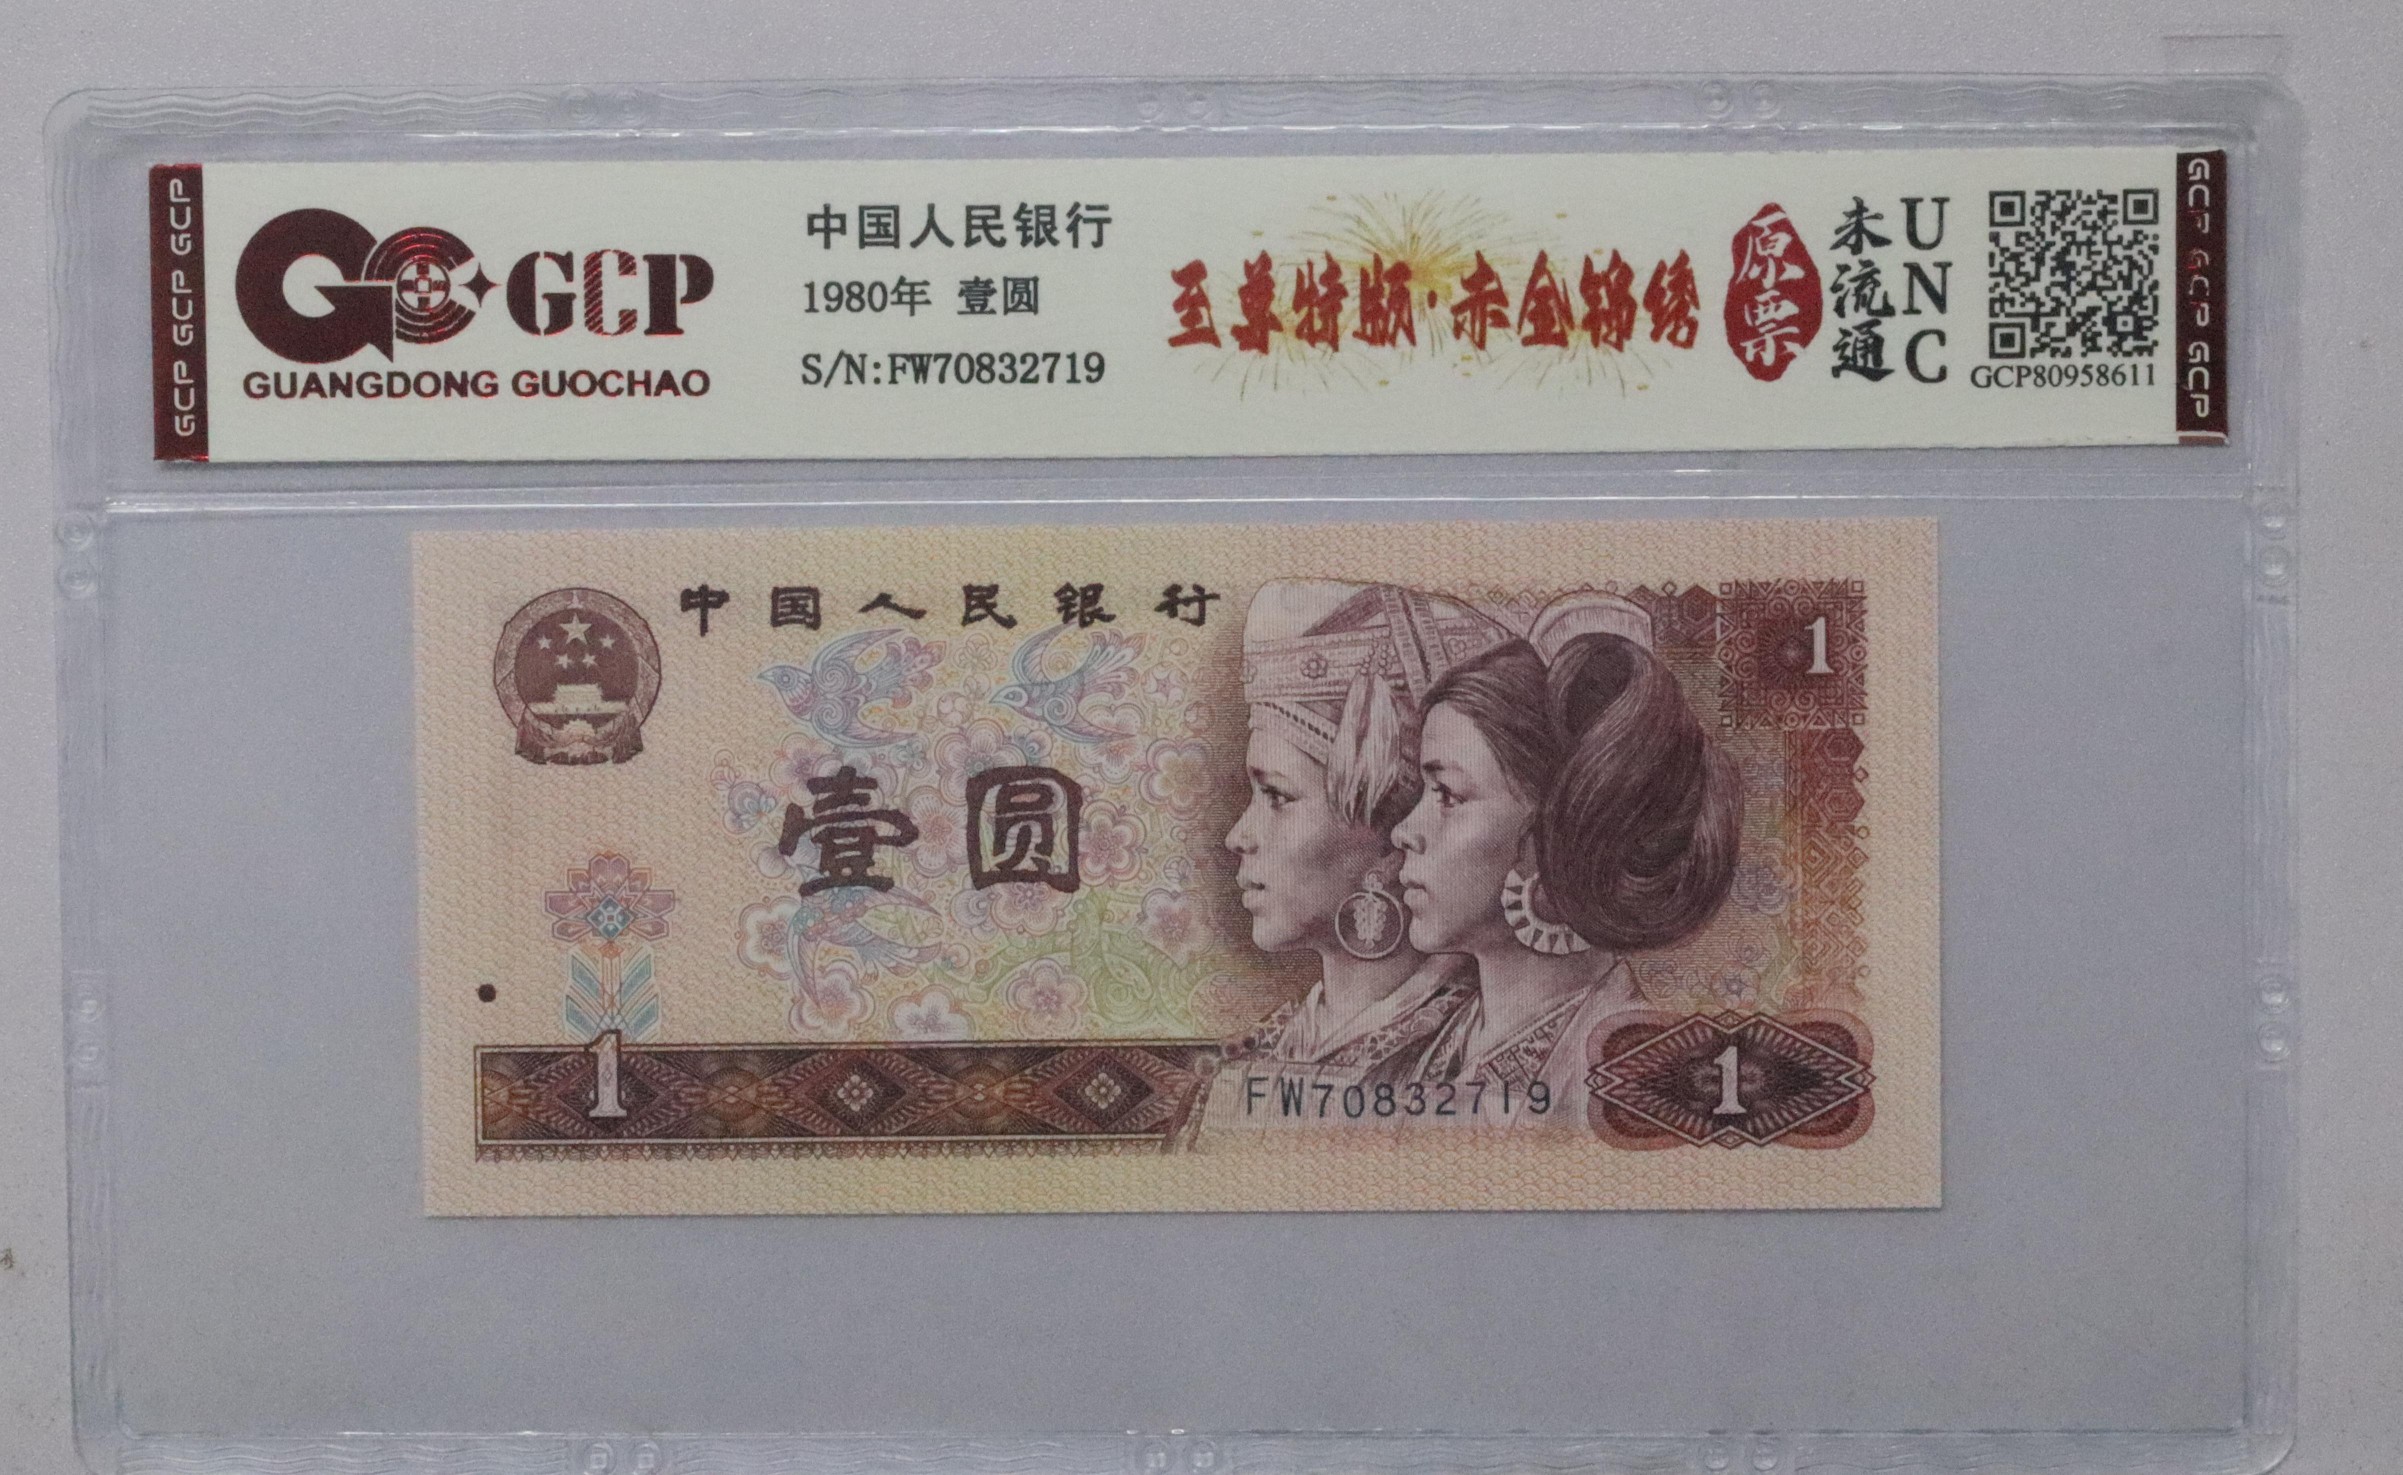 GCP GCP GCP
GCP
GUANGDONG GUOCHAO
中国人民银行
1980年 壹圆
S/N:FW70832719
至尊特版·赤金锦绣
原票
未流通
UNC
GCP80958611
GCP GCP GCP
中国人民银行
1
壹圆
1
FW70832719
1